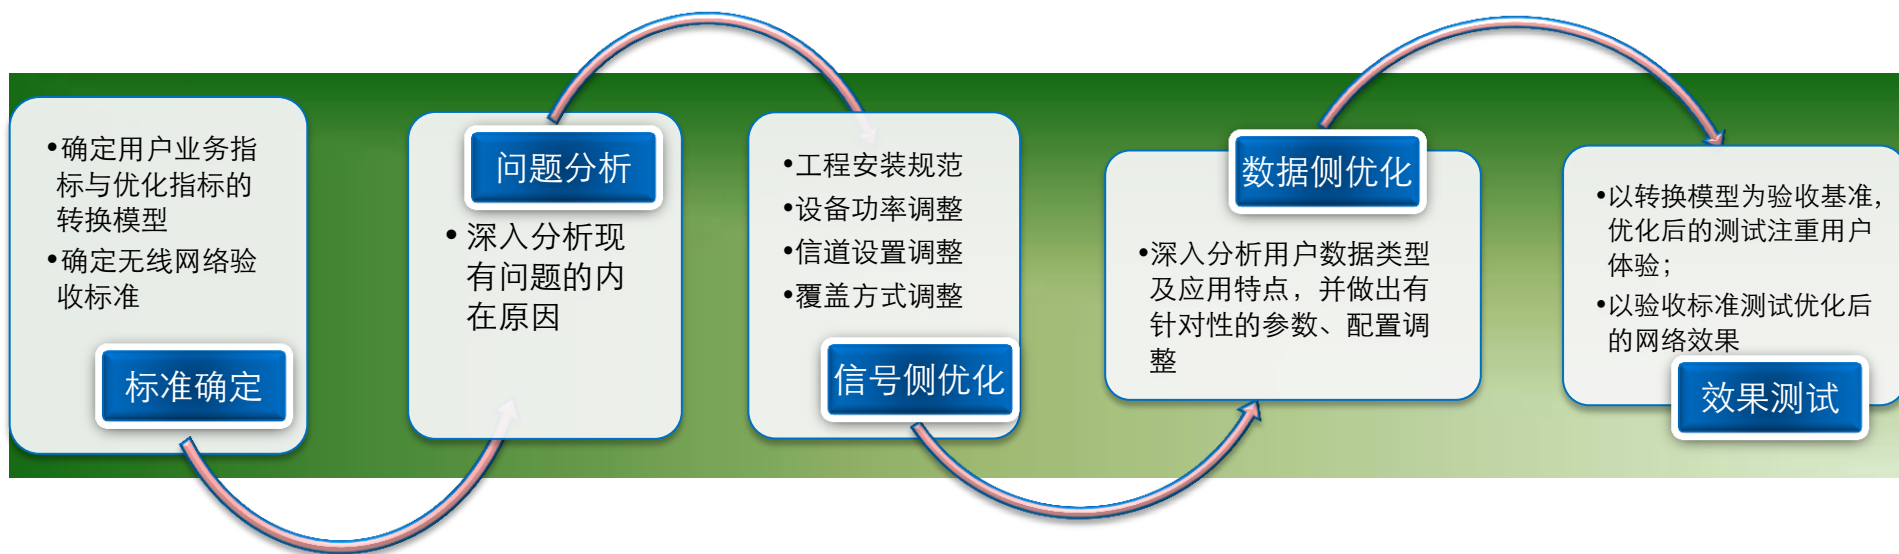 •确定用户业务指
标与优化指标的
转换模型
•确定无线网络验
收标准
标准确定
问题分析
•深入分析现
有问题的内
在原因
•工程安装规范
•设备功率调整
•信道设置调整
•覆盖方式调整
信号侧优化
数据侧优化
•深入分析用户数据类型
及应用特点，并做出有
针对性的参数、配置调
整
•以转换模型为验收基准，
优化后的测试注重用户
体验；
•以验收标准测试优化后
的网络效果
效果测试